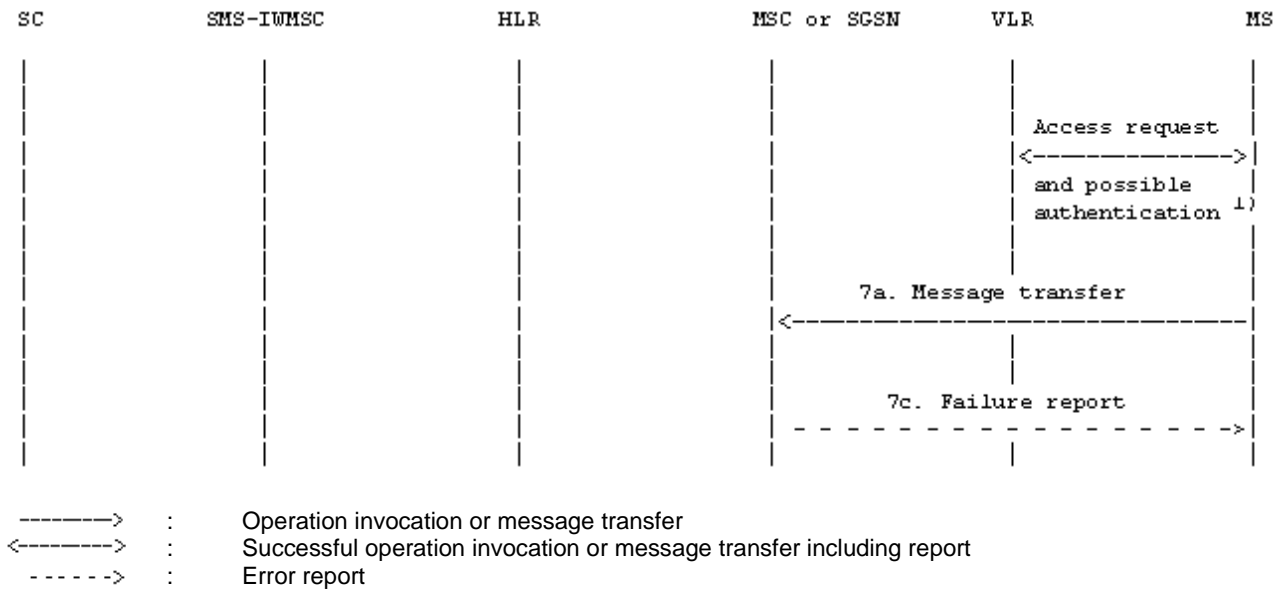 SC SMS-IWMSC HLR MSC or SGSN VLR MS
Access request
and possible
authentication 1)
7a. Message transfer
7c. Failure report
: Operation invocation or message transfer
: Successful operation invocation or message transfer including report
: Error report